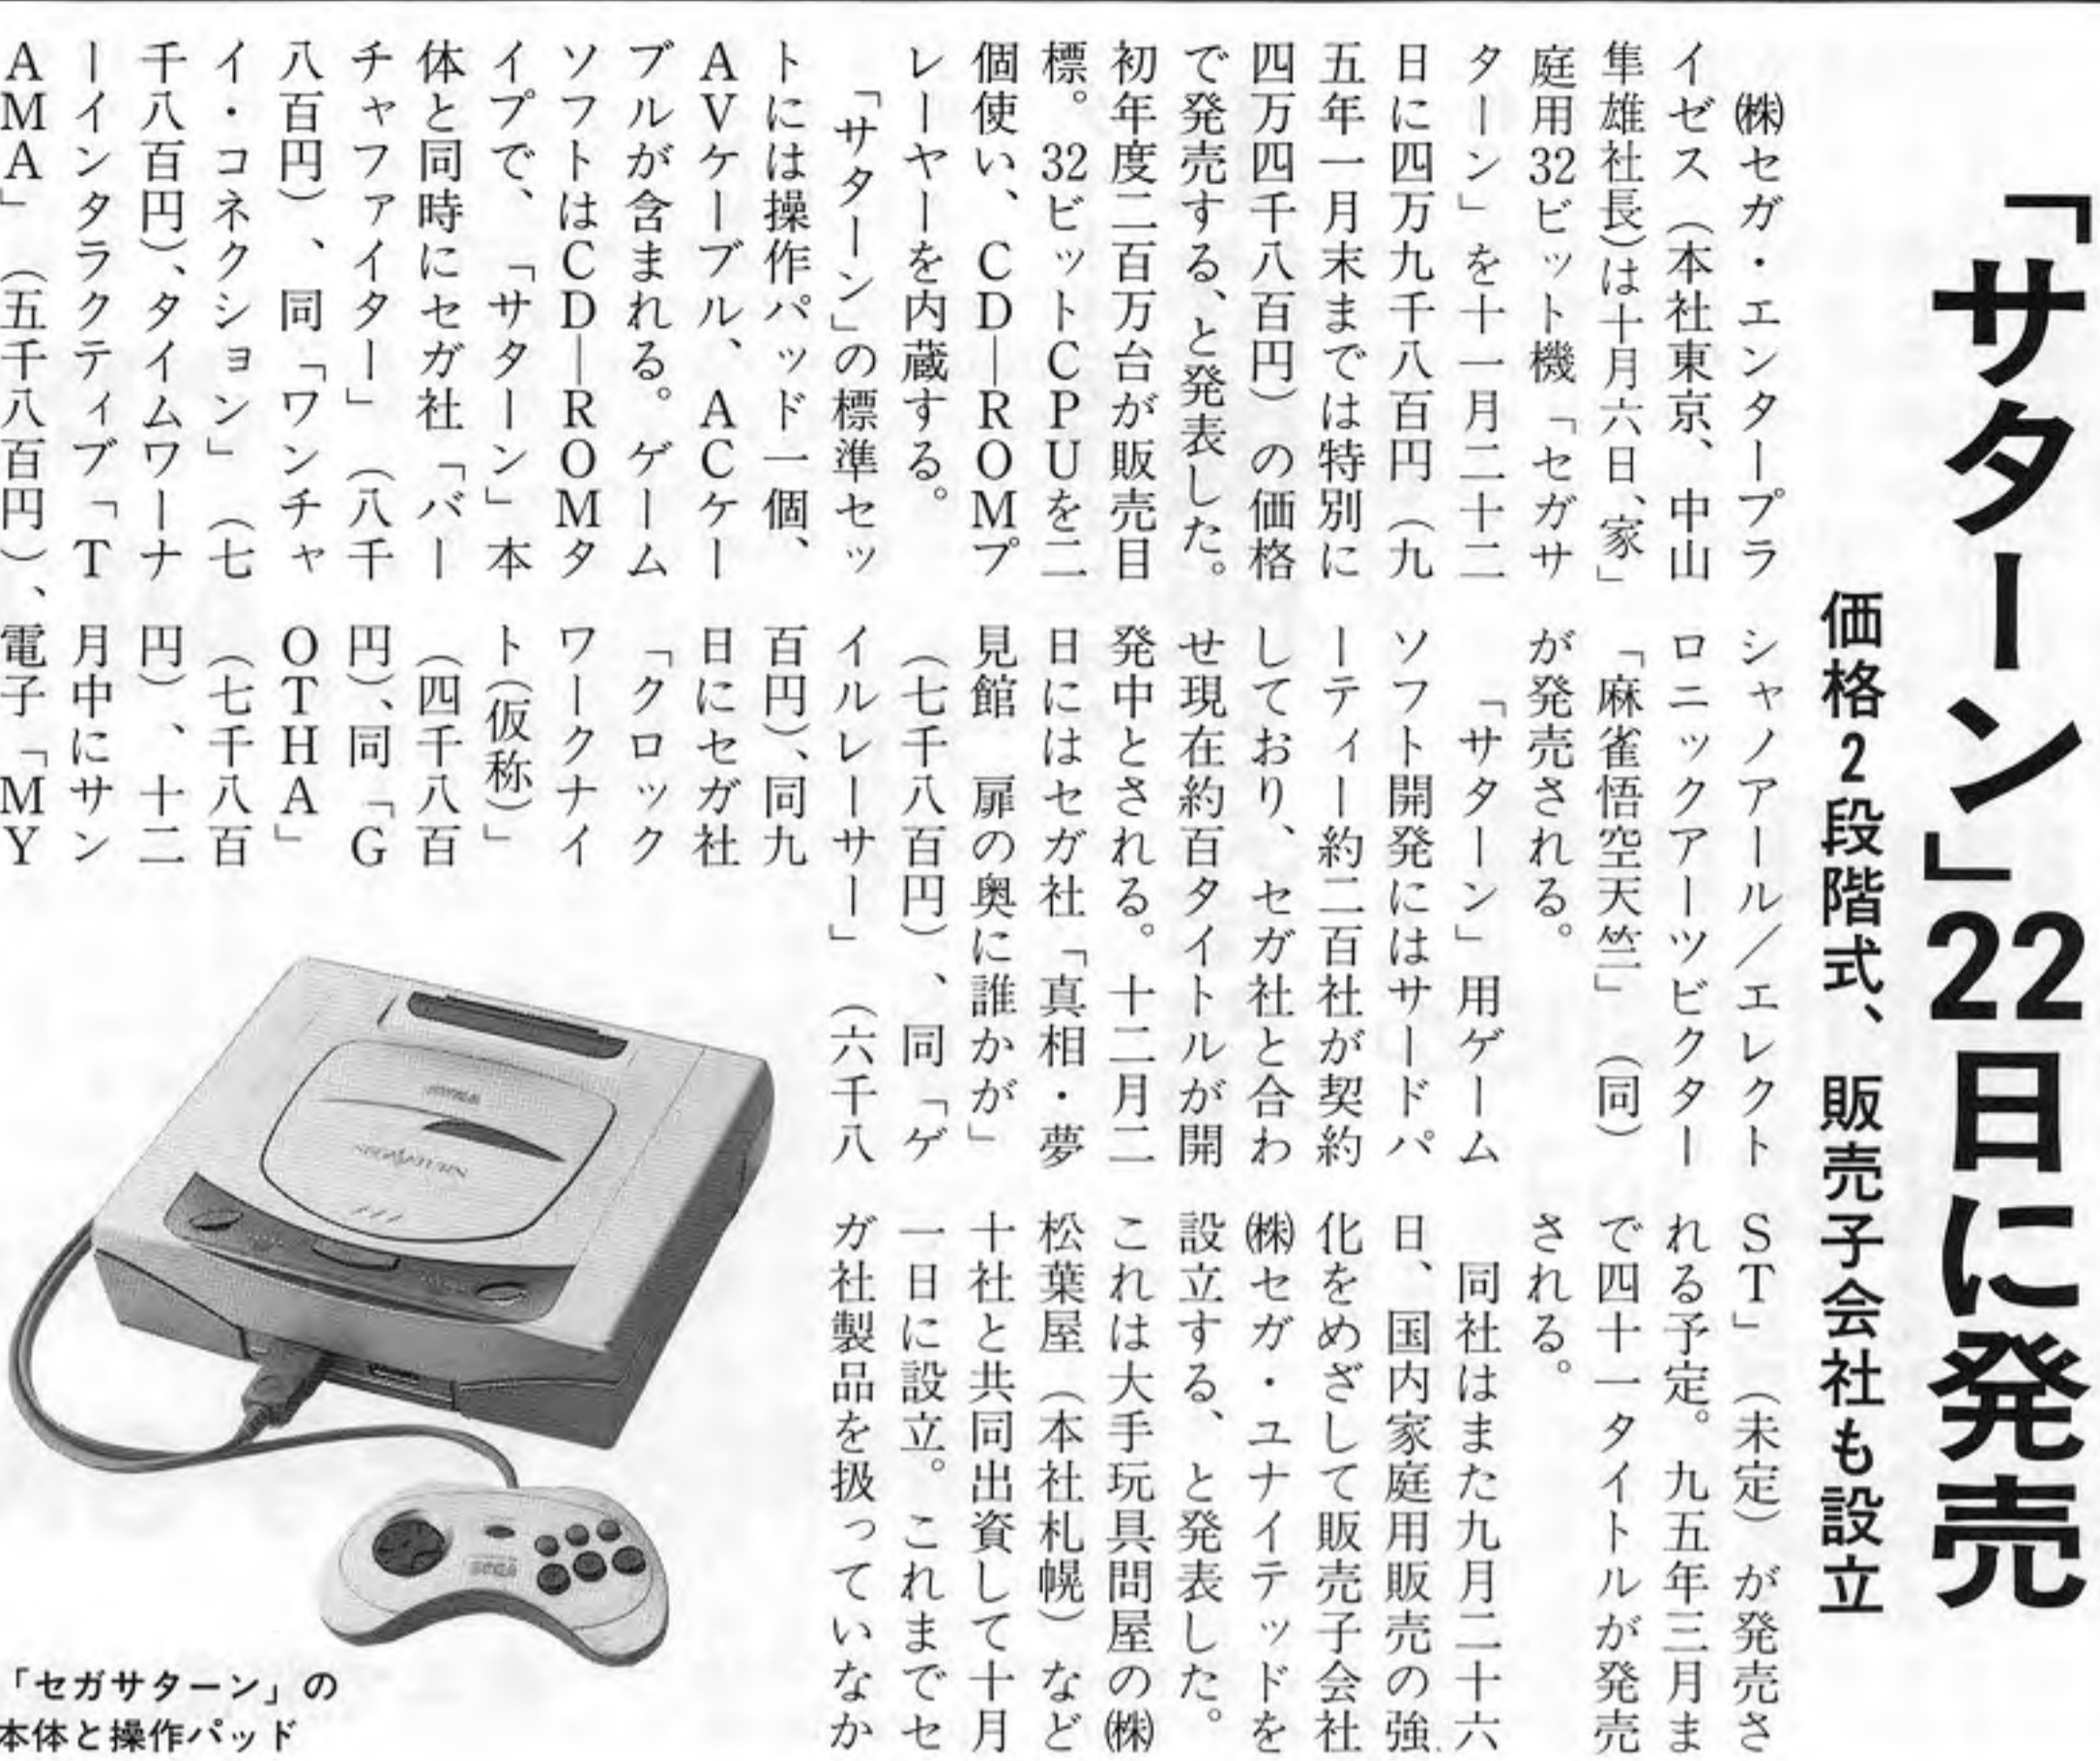 「サターン」22日に発売
価格2段階式、販売子会社も設立
㈱セガ・エンタープラ
イゼス（本社東京、中山
隼雄社長）は十月六日、家
庭用32ビット機「セガサ
ターン」を十一月二十二
日に四万九千八百円（九
五年一月末までは特別に
四万四千八百円）の価格
で発売する、と発表した。
初年度二百万台が販売目
標。32ビットCPUを二
個使い、CD―ROMプ
レーヤーを内蔵する。
「サターン」の標準セッ
トには操作パッド一個、
AVケーブル、ACケー
ブルが含まれる。ゲーム
ソフトはCD―ROMタ
イプで、「サターン」本
体と同時にセガ社「バー
チャファイター」（八千
八百円）、同「ワンチャ
イ・コネクション」（七
千八百円）、タイムワーナ
ーインタラクティブ「T
AMA」（五千八百円）、
シャノアール／エレクト
ロニックアーツビクター
「麻雀悟空天竺」（同）
が発売される。
「サターン」用ゲーム
ソフト開発にはサードパ
ーティー約二百社が契約
しており、セガ社と合わ
せ現在約百タイトルが開
発中とされる。十二月二
日にはセガ社「真相・夢
見館　扉の奥に誰かが」
（七千八百円）、同「ゲ
イルレーサー」（六千八
百円）、同九
日にセガ社
「クロック
ワークナイ
ト（仮称）」
（四千八百
円）、同「G
OTHA」
（七千八百
円）、十二
月中にサン
電子「MY
ST」（未定）が発売さ
れる予定。九五年三月ま
で四十一タイトルが発売
される。
同社はまた九月二十六
日、国内家庭用販売の強
化をめざして販売子会社
㈱セガ・ユナイテッドを
設立する、と発表した。
これは大手玩具問屋の㈱
松葉屋（本社札幌）など
十社と共同出資して十月
一日に設立。これまでセ
ガ社製品を扱っていなか
「セガサターン」の
本体と操作パッド
SEGA
SEGA SATURN
SEGA